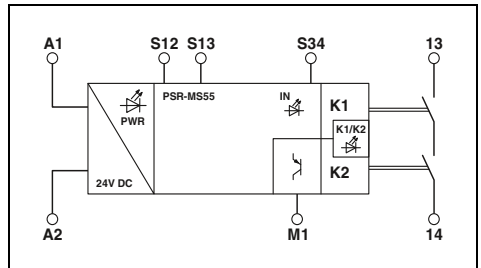 A1 S12 S13 S34 13
PSR-MS55 IN K1
PWR K1/K2
24V DC K2
A2 M1 14